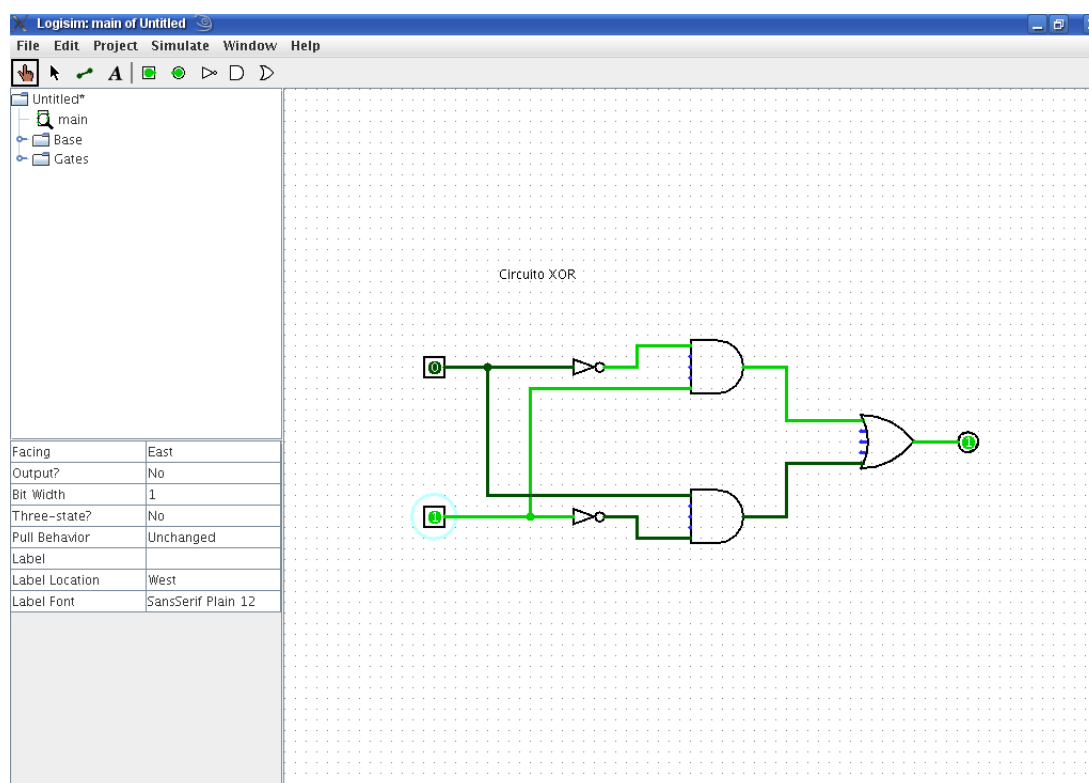 Logisim: main of Untitled
File Edit Project Simulate Window Help
A
Untitled*
main
Base
Gates
Circuito XOR
0
1
1
Facing East
Output? No
Bit Width 1
Three-state? No
Pull Behavior Unchanged
Label
Label Location West
Label Font SansSerif Plain 12